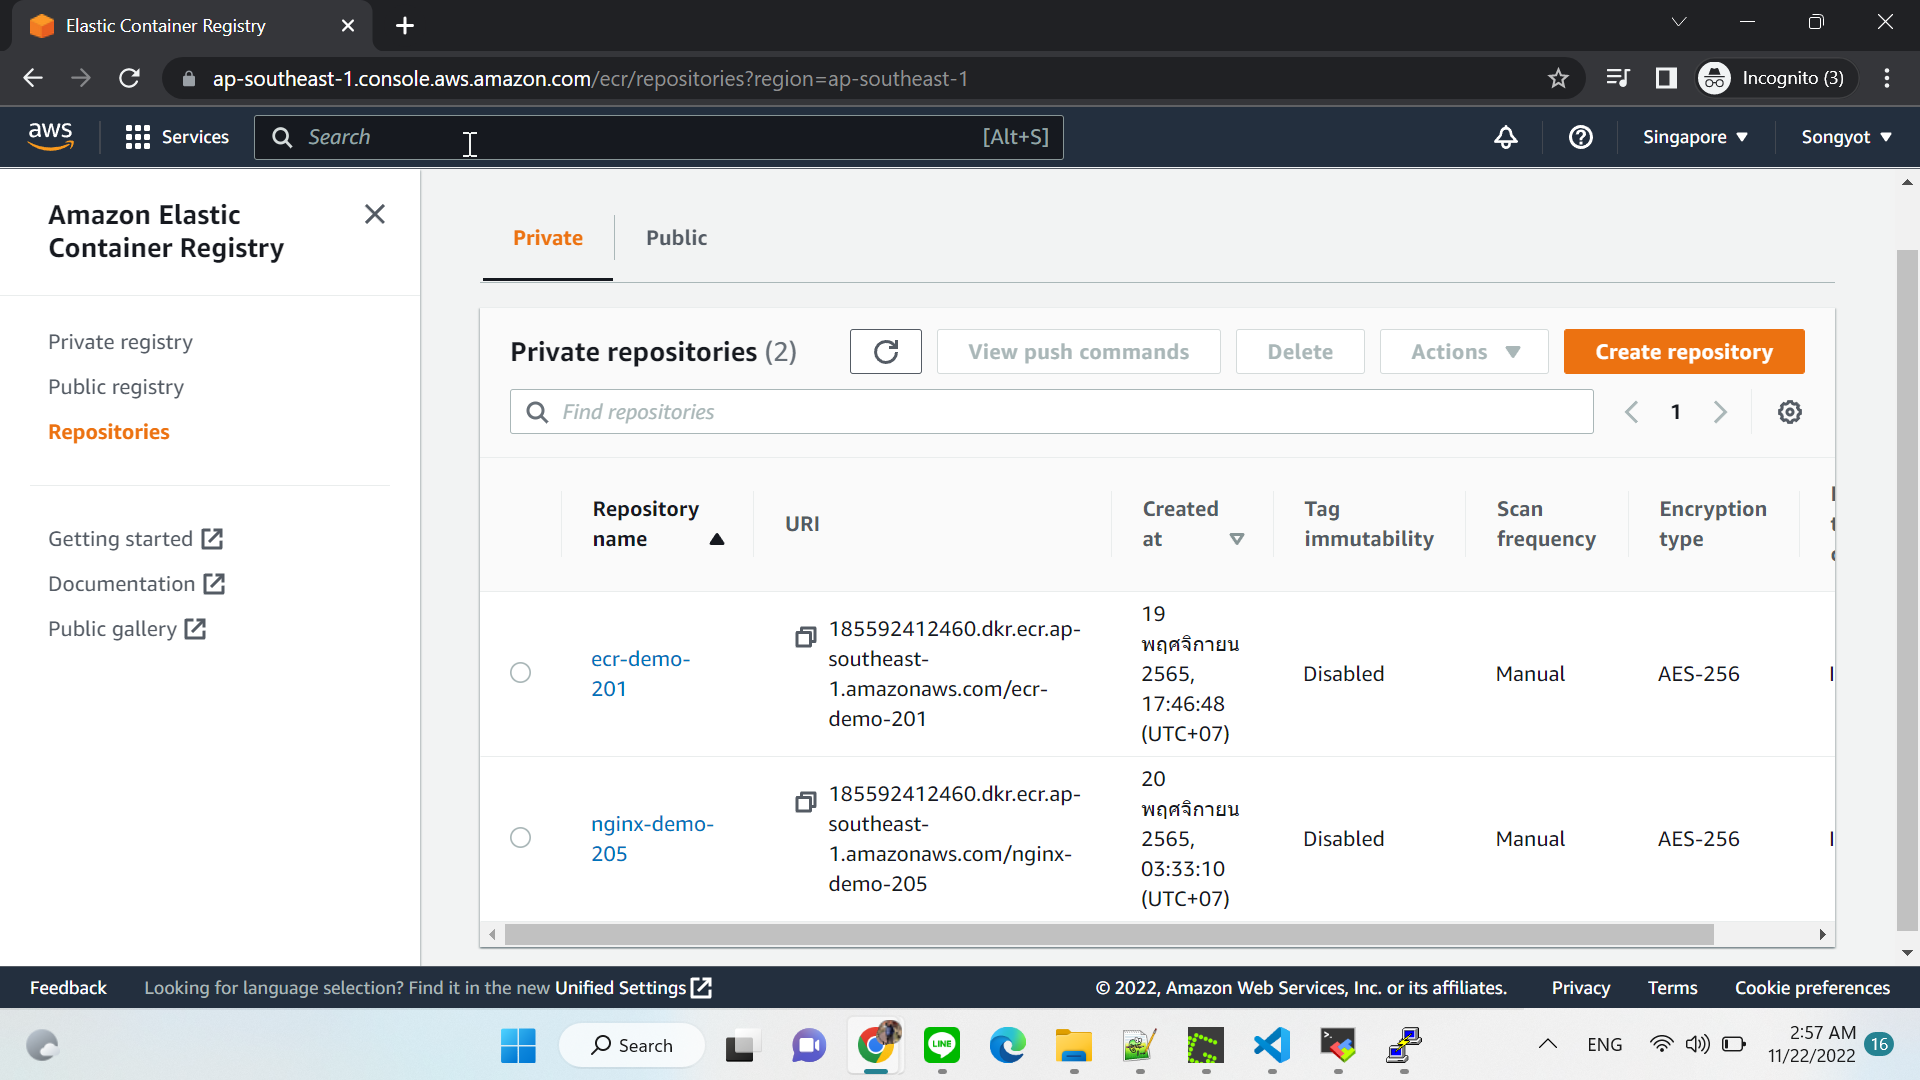 Elastic Container Registry
ap-southeast-1.console.aws.amazon.com/ecr/repositories?region=ap-southeast-1
Incognito (3)
aws
Services
Search
[Alt+S]
Singapore
Songyot
Amazon Elastic
Container Registry
Private registry
Public registry
Repositories
Getting started
Documentation
Public gallery
Private
Public
Private repositories (2)
View push commands
Delete
Actions
Create repository
Find repositories
1
Repository
name
URI
Created
at
Tag
immutability
Scan
frequency
Encryption
type
ecr-demo-
201
185592412460.dkr.ecr.ap-
southeast-
1.amazonaws.com/ecr-
demo-201
19
พฤศจิกายน
2565,
17:46:48
(UTC+07)
Disabled
Manual
AES-256
nginx-demo-
205
185592412460.dkr.ecr.ap-
southeast-
1.amazonaws.com/nginx-
demo-205
20
พฤศจิกายน
2565,
03:33:10
(UTC+07)
Disabled
Manual
AES-256
Feedback
Looking for language selection? Find it in the new Unified Settings
© 2022, Amazon Web Services, Inc. or its affiliates.
Privacy
Terms
Cookie preferences
Search
LINE
ENG
2:57 AM
11/22/2022
16